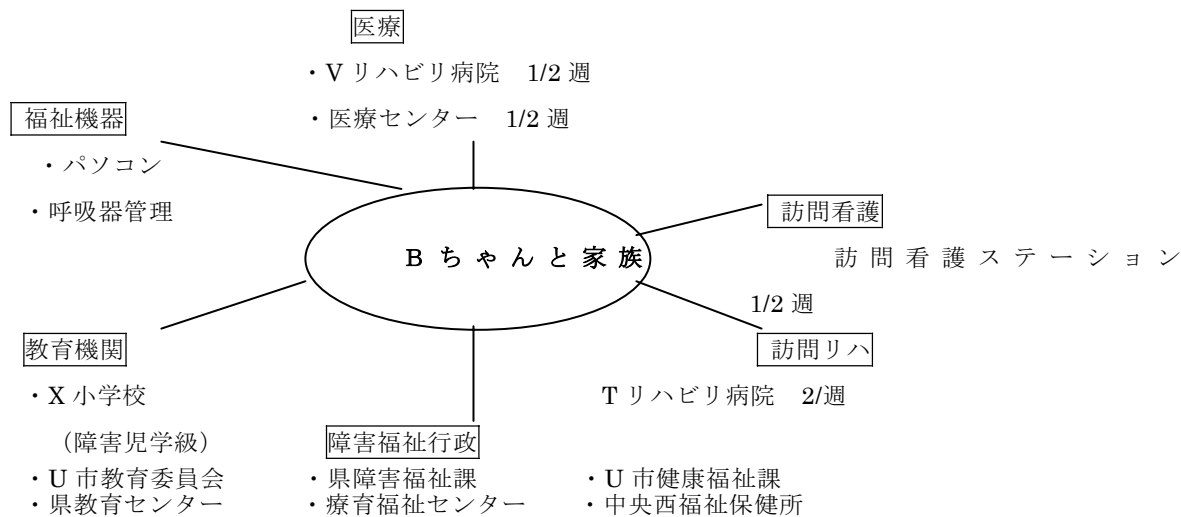 医療
・V リハビリ病院 1/2 週
・医療センター 1/2 週
福祉機器
・パソコン
・呼吸器管理
訪問看護
B ちゃんと家族
訪問看護ステーション
1/2 週
教育機関
訪問リハ
・X 小学校
T リハビリ病院 2/週
（障害児学級）
障害福祉行政
・U 市教育委員会
・県障害福祉課
・U 市健康福祉課
・県教育センター
・療育福祉センター
・中央西福祉保健所